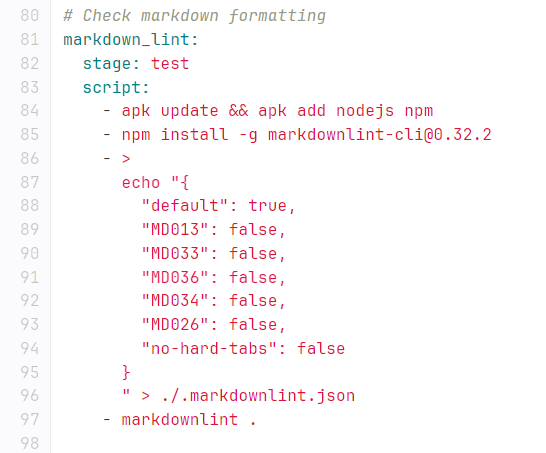 80 # Check markdown formatting
81 markdown_lint:
82   stage: test
83   script:
84     - apk update && apk add nodejs npm
85     - npm install -g markdownlint-cli@0.32.2
86     - >
87       echo "{
88         "default": true,
89         "MD013": false,
90         "MD033": false,
91         "MD036": false,
92         "MD034": false,
93         "MD026": false,
94         "no-hard-tabs": false
95       }
96       " > ./.markdownlint.json
97     - markdownlint .
98